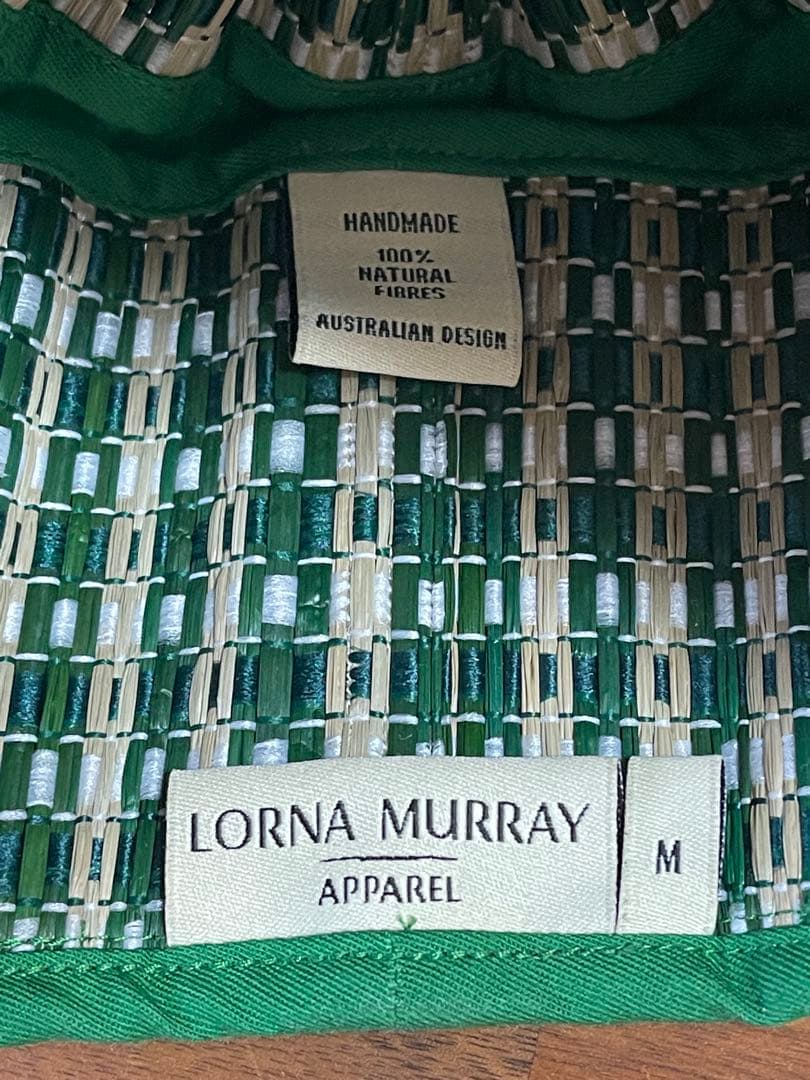 HANDMADE
100%
NATURAL
FIBRES
AUSTRALIAN DESIGN
LORNA MURRAY
APPAREL
M